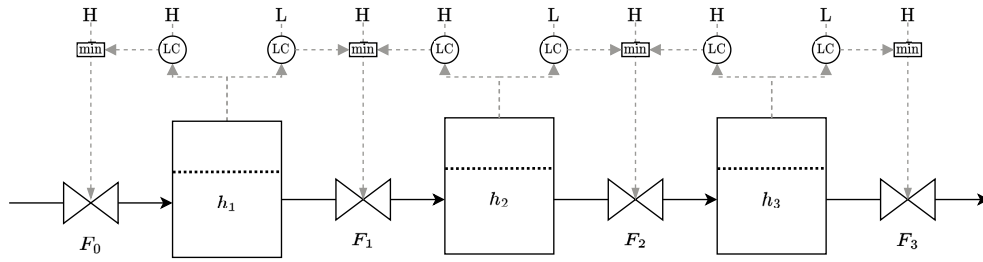 H H L H H L H H L H
min LC LC min LC LC min LC LC min
h₁ h₂ h₃
F₀ F₁ F₂ F₃